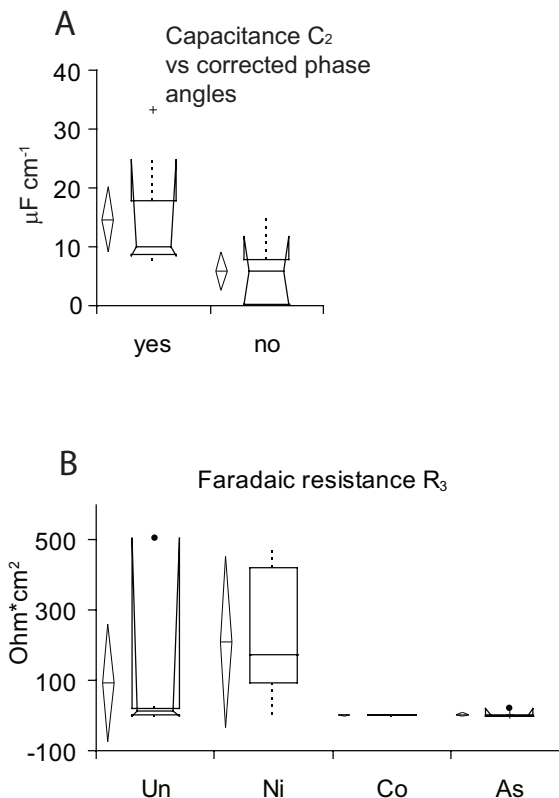 A
Capacitance C₂
vs corrected phase
angles
40
30
20
10
0
μF cm⁻¹
yes no
B
Faradaic resistance R₃
500
300
100
-100
Ohm*cm²
Un Ni Co As